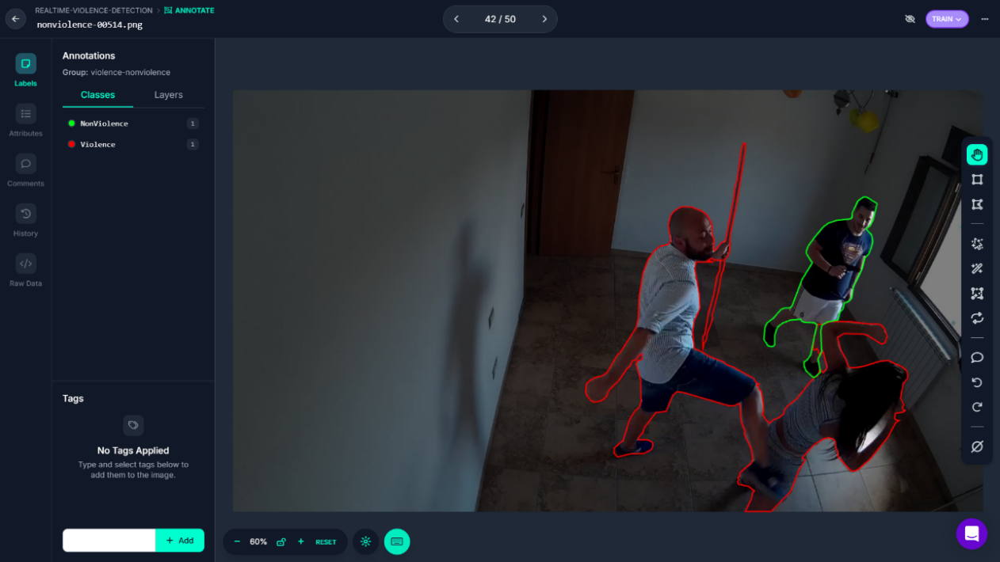 REALTIME-VIOLENCE-DETECTION > ANNOTATE
nonviolence-00514.png
42 / 50
TRAIN
Labels
Attributes
Comments
History
Raw Data
Annotations
Group: violence-nonviolence
Classes Layers
NonViolence 1
Violence 1
Tags
No Tags Applied
Type and select tags below to
add them to the image.
+ Add
− 60% + RESET